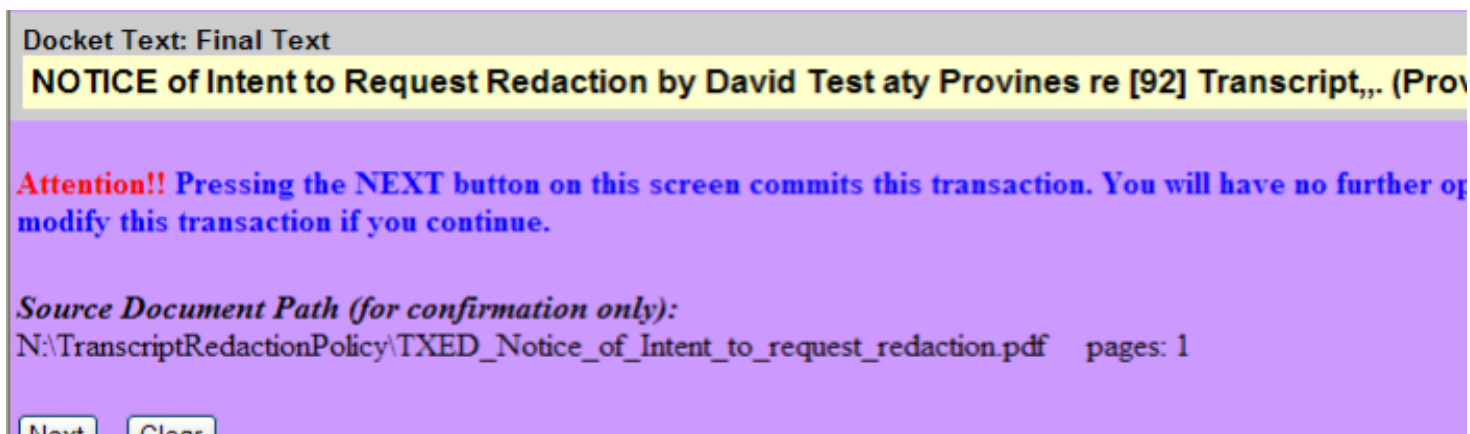 Docket Text: Final Text
NOTICE of Intent to Request Redaction by David Test aty Provines re [92] Transcript,,. (Prov
Attention!! Pressing the NEXT button on this screen commits this transaction. You will have no further op
modify this transaction if you continue.
Source Document Path (for confirmation only):
N:\TranscriptRedactionPolicy\TXED_Notice_of_Intent_to_request_redaction.pdf pages: 1
Next Clear